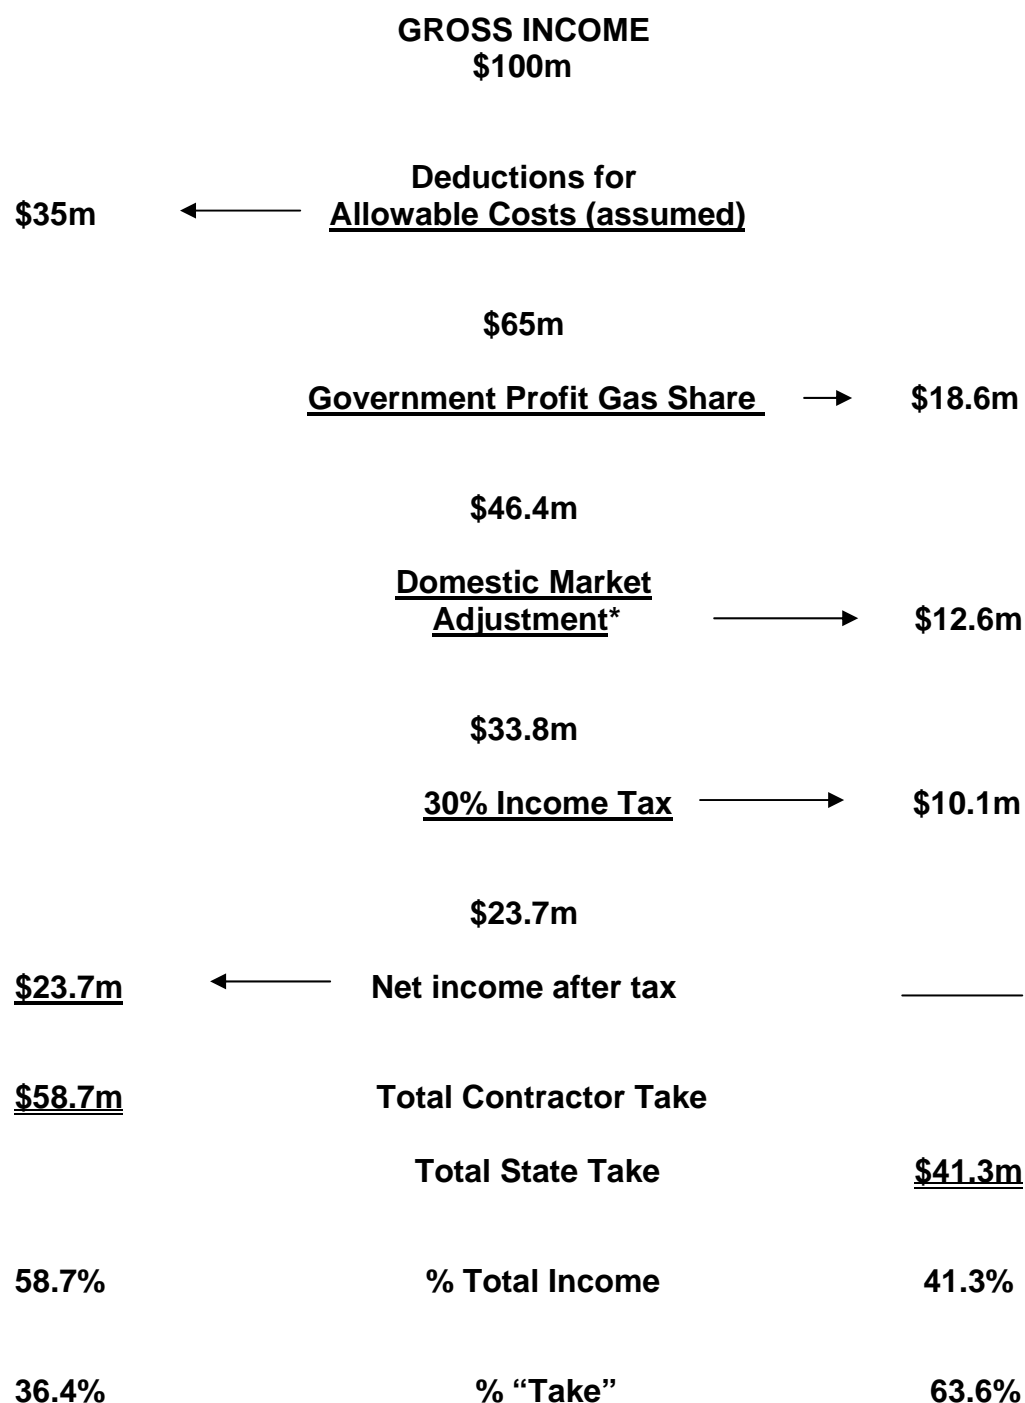 GROSS INCOME
$100m
Deductions for
$35m Allowable Costs (assumed)
$65m
Government Profit Gas Share $18.6m
$46.4m
Domestic Market
Adjustment* $12.6m
$33.8m
30% Income Tax $10.1m
$23.7m
$23.7m Net income after tax
$58.7m Total Contractor Take
Total State Take $41.3m
58.7% % Total Income 41.3%
36.4% % “Take” 63.6%